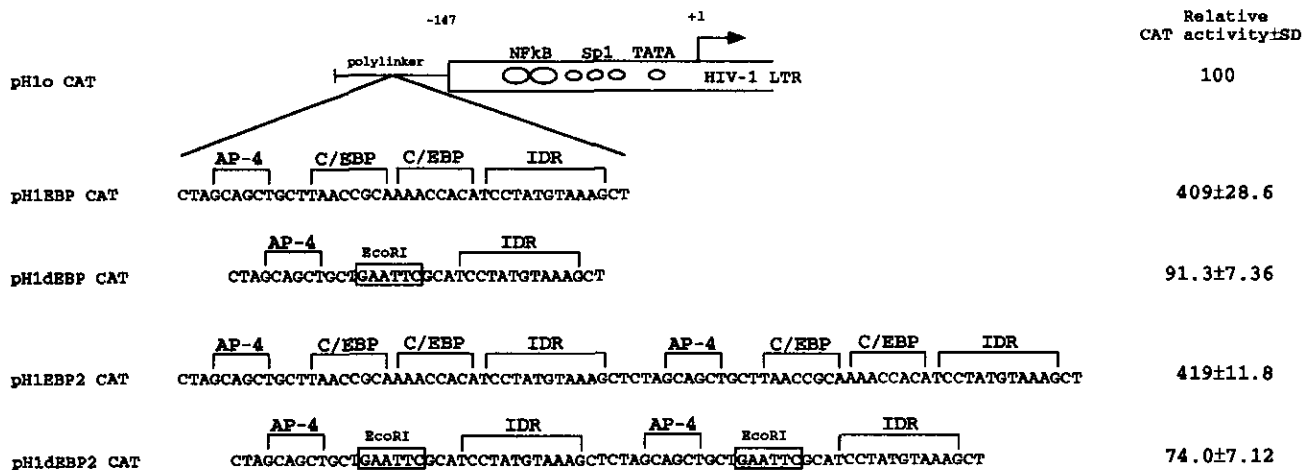 -147
+1
Relative
CAT activity±SD
NFkB Sp1 TATA
polylinker
pH1o CAT
HIV-1 LTR
100
AP-4 C/EBP C/EBP IDR
pH1EBP CAT CTAGCAGCTGCTTAACCGCAAAACCACATCCTATGTAAAGCT 409±28.6
AP-4 EcoRI IDR
pH1dEBP CAT CTAGCAGCTGCTGAATTCGCATCCTATGTAAAGCT 91.3±7.36
AP-4 C/EBP C/EBP IDR AP-4 C/EBP C/EBP IDR
pH1EBP2 CAT CTAGCAGCTGCTTAACCGCAAAACCACATCCTATGTAAAGCTCTAGCAGCTGCTTAACCGCAAAACCACATCCTATGTAAAGCT 419±11.8
AP-4 EcoRI IDR AP-4 EcoRI IDR
pH1dEBP2 CAT CTAGCAGCTGCTGAATTCGCATCCTATGTAAAGCTCTAGCAGCTGCTGAATTCGCATCCTATGTAAAGCT 74.0±7.12